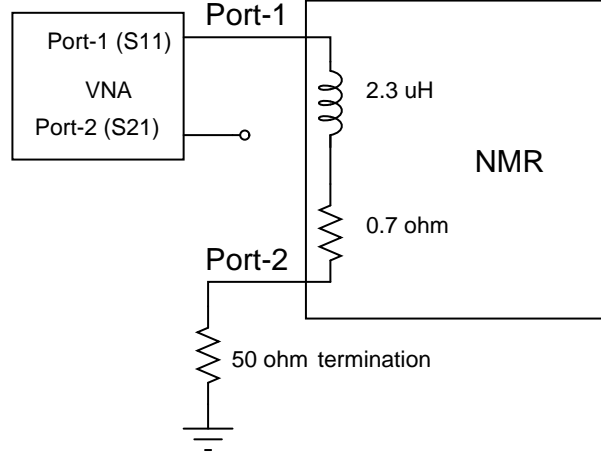 Port-1
Port-1 (S11)
VNA
Port-2 (S21)
2.3 uH
NMR
0.7 ohm
Port-2
50 ohm termination